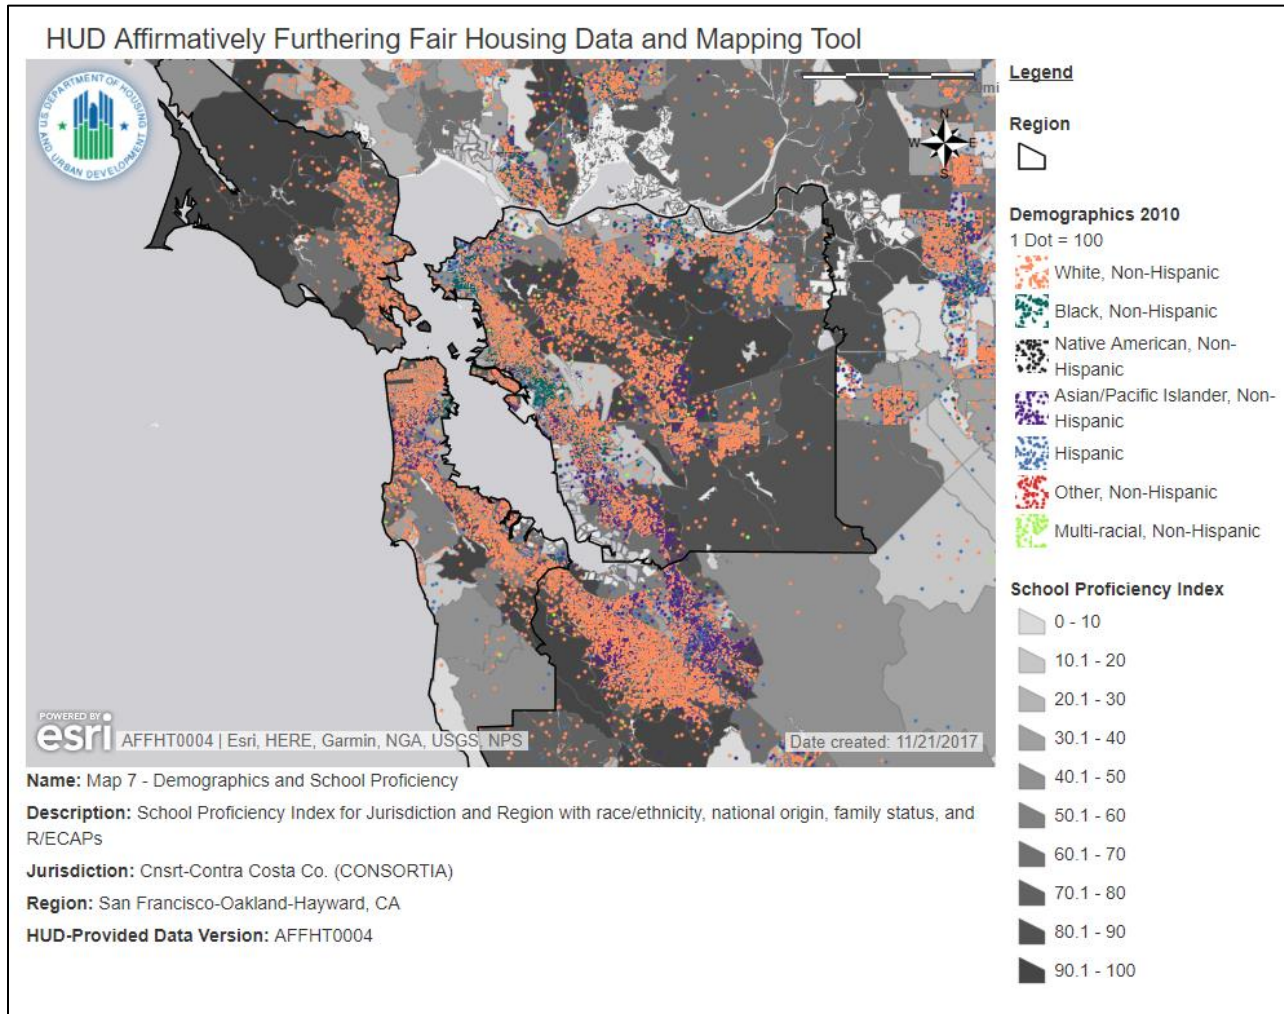 HUD Affirmatively Furthering Fair Housing Data and Mapping Tool
U.S. DEPARTMENT OF HOUSING
AND URBAN DEVELOPMENT
N
W
E
S
POWERED BY
esri
AFFHT0004 | Esri, HERE, Garmin, NGA, USGS, NPS
Date created: 11/21/2017
Legend
Region
Demographics 2010
1 Dot = 100
White, Non-Hispanic
Black, Non-Hispanic
Native American, Non-
Hispanic
Asian/Pacific Islander, Non-
Hispanic
Hispanic
Other, Non-Hispanic
Multi-racial, Non-Hispanic
School Proficiency Index
0 - 10
10.1 - 20
20.1 - 30
30.1 - 40
40.1 - 50
50.1 - 60
60.1 - 70
70.1 - 80
80.1 - 90
90.1 - 100
Name: Map 7 - Demographics and School Proficiency
Description: School Proficiency Index for Jurisdiction and Region with race/ethnicity, national origin, family status, and
R/ECAPs
Jurisdiction: Cnsrt-Contra Costa Co. (CONSORTIA)
Region: San Francisco-Oakland-Hayward, CA
HUD-Provided Data Version: AFFHT0004